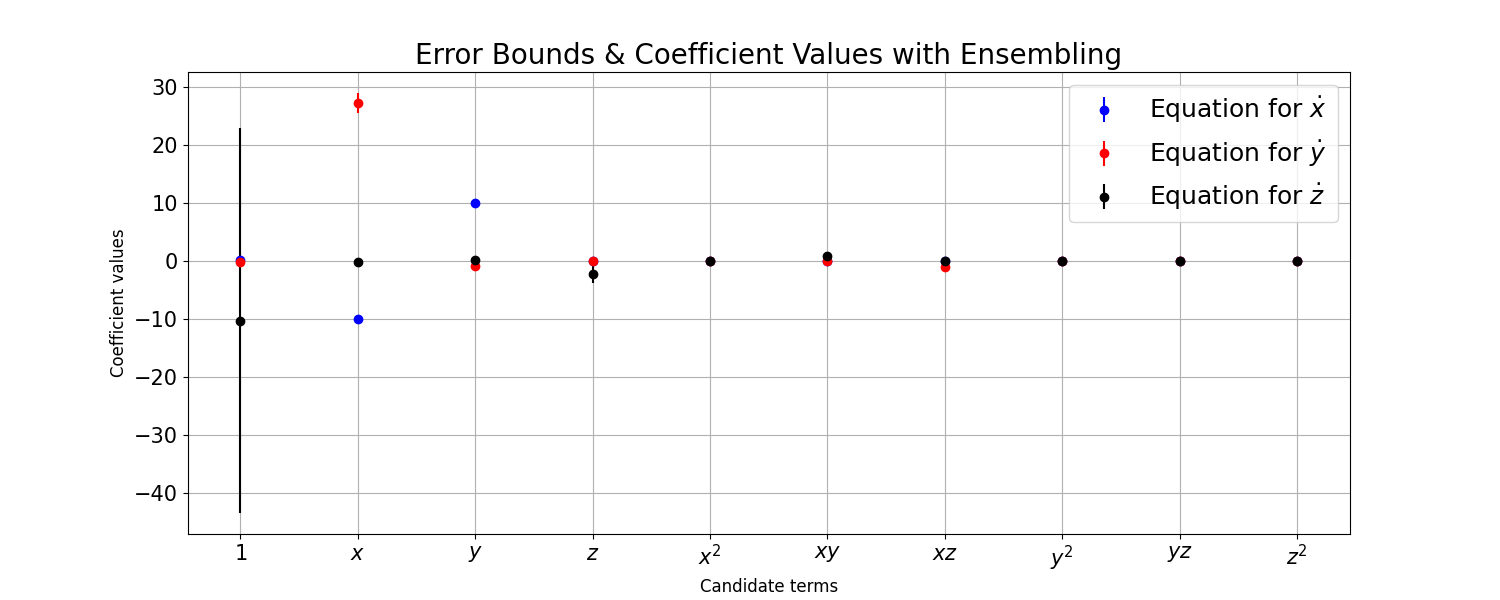 Error Bounds & Coefficient Values with Ensembling
30
20
10
0
−10
−20
−30
−40
Coefficient values
Equation for ẋ
Equation for ẏ
Equation for ż
1 x y z x² xy xz y² yz z²
Candidate terms